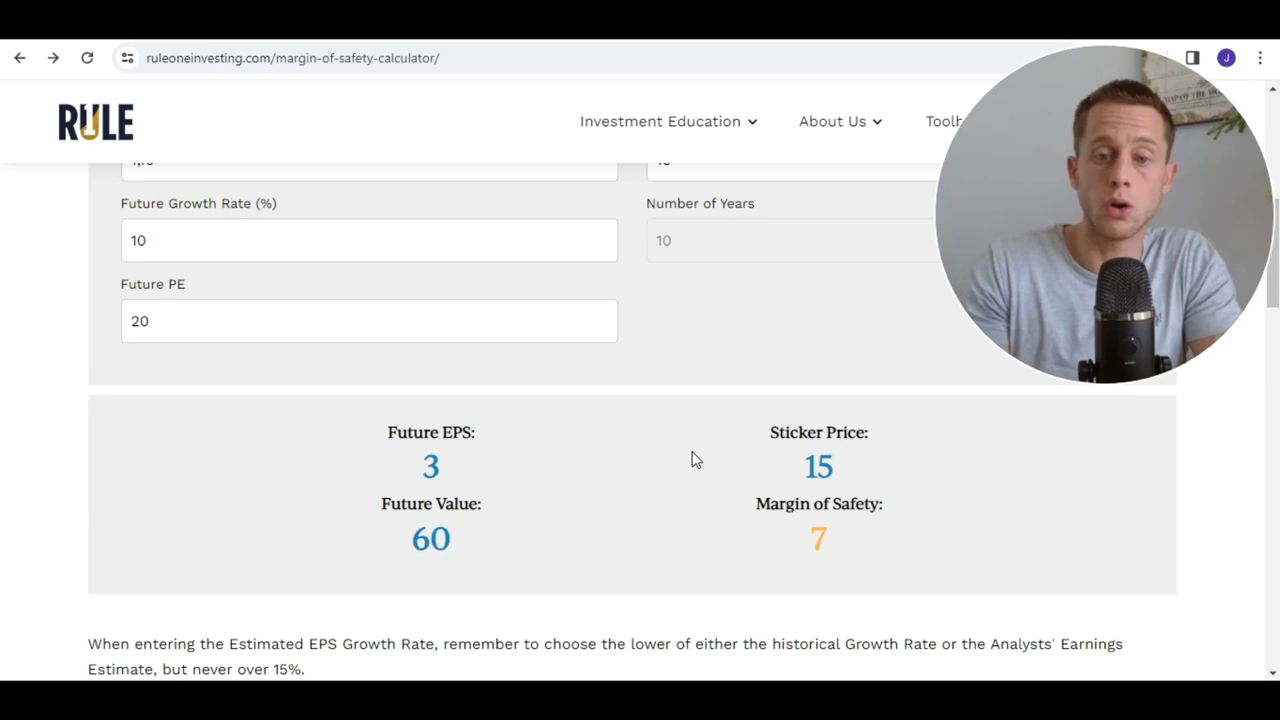 ruleoneinvesting.com/margin-of-safety-calculator/
J
RULE
Investment Education
About Us
Future Growth Rate (%)
Number of Years
10
10
Future PE
20
Future EPS:
Sticker Price:
3
15
Future Value:
Margin of Safety:
60
7
When entering the Estimated EPS Growth Rate, remember to choose the lower of either the historical Growth Rate or the Analysts' Earnings
Estimate, but never over 15%.